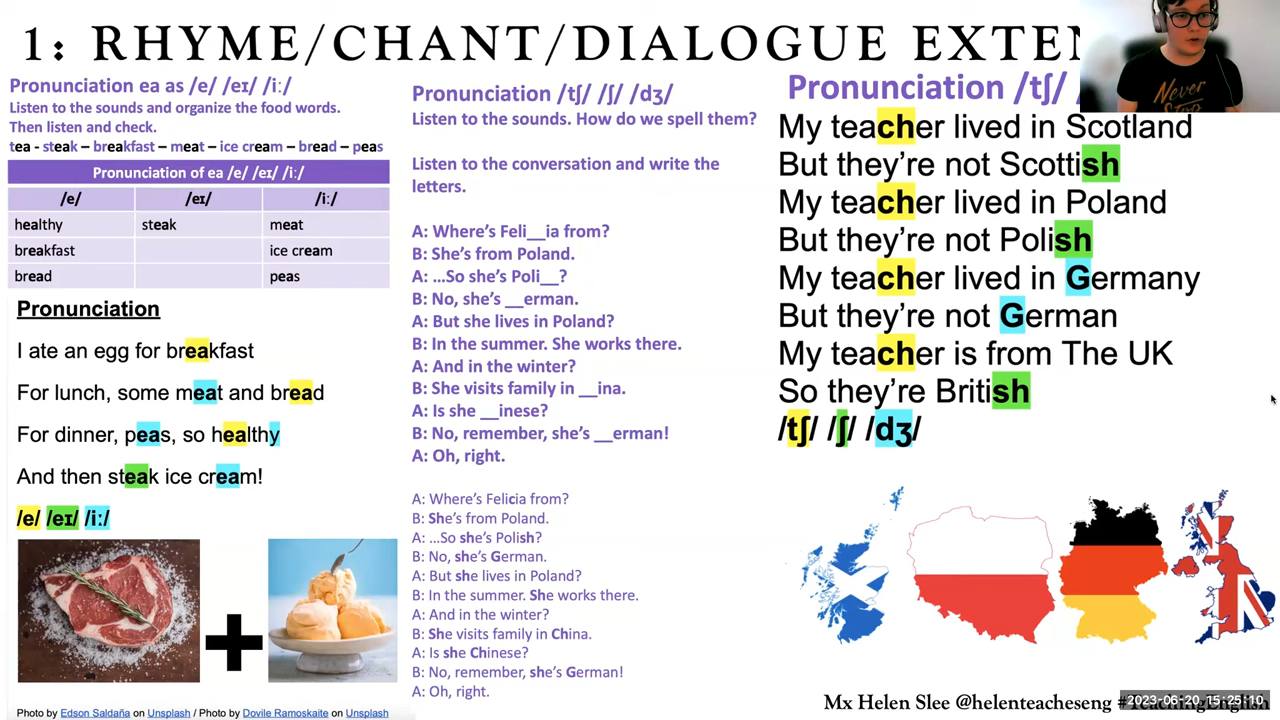 1: RHYME/CHANT/DIALOGUE EXTEN
Pronunciation ea as /e/ /eɪ/ /iː/
Listen to the sounds and organize the food words.
Then listen and check.
tea - steak – breakfast – meat – ice cream – bread – peas
Pronunciation of ea /e/ /eɪ/ /iː/
/e/ /eɪ/ /iː/
healthy steak meat
breakfast ice cream
bread peas
Pronunciation
I ate an egg for breakfast
For lunch, some meat and bread
For dinner, peas, so healthy
And then steak ice cream!
/e/ /eɪ/ /iː/
Photo by Edson Saldaña on Unsplash / Photo by Dovile Ramoskaite on Unsplash
Pronunciation /tʃ/ /ʃ/ /dʒ/
Listen to the sounds. How do we spell them?
Listen to the conversation and write the
letters.
A: Where's Feli__ia from?
B: She's from Poland.
A: …So she's Poli__?
B: No, she's __erman.
A: But she lives in Poland?
B: In the summer. She works there.
A: And in the winter?
B: She visits family in __ina.
A: Is she __inese?
B: No, remember, she's __erman!
A: Oh, right.
A: Where's Felicia from?
B: She's from Poland.
A: …So she's Polish?
B: No, she's German.
A: But she lives in Poland?
B: In the summer. She works there.
A: And in the winter?
B: She visits family in China.
A: Is she Chinese?
B: No, remember, she's German!
A: Oh, right.
Pronunciation /tʃ/
My teacher lived in Scotland
But they're not Scottish
My teacher lived in Poland
But they're not Polish
My teacher lived in Germany
But they're not German
My teacher is from The UK
So they're British
/tʃ/ /ʃ/ /dʒ/
Never
Mx Helen Slee @helenteacheseng #TeachingEnglish
2023-06-20, 15:25:10